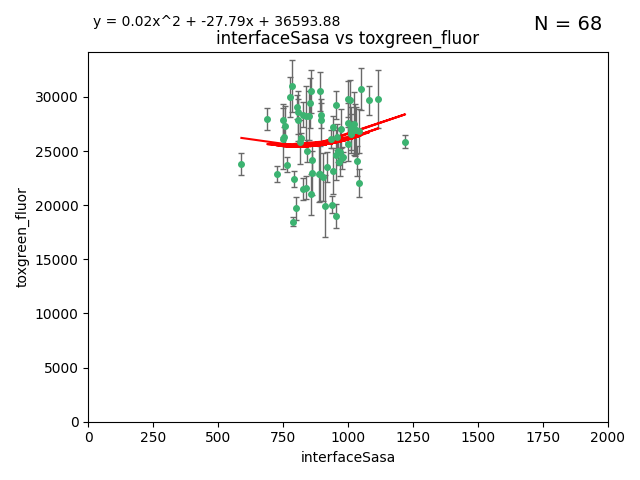 y = 0.02x^2 + -27.79x + 36593.88
N = 68
interfaceSasa vs toxgreen_fluor
toxgreen_fluor
30000
25000
20000
15000
10000
5000
0
0 250 500 750 1000 1250 1500 1750 2000
interfaceSasa